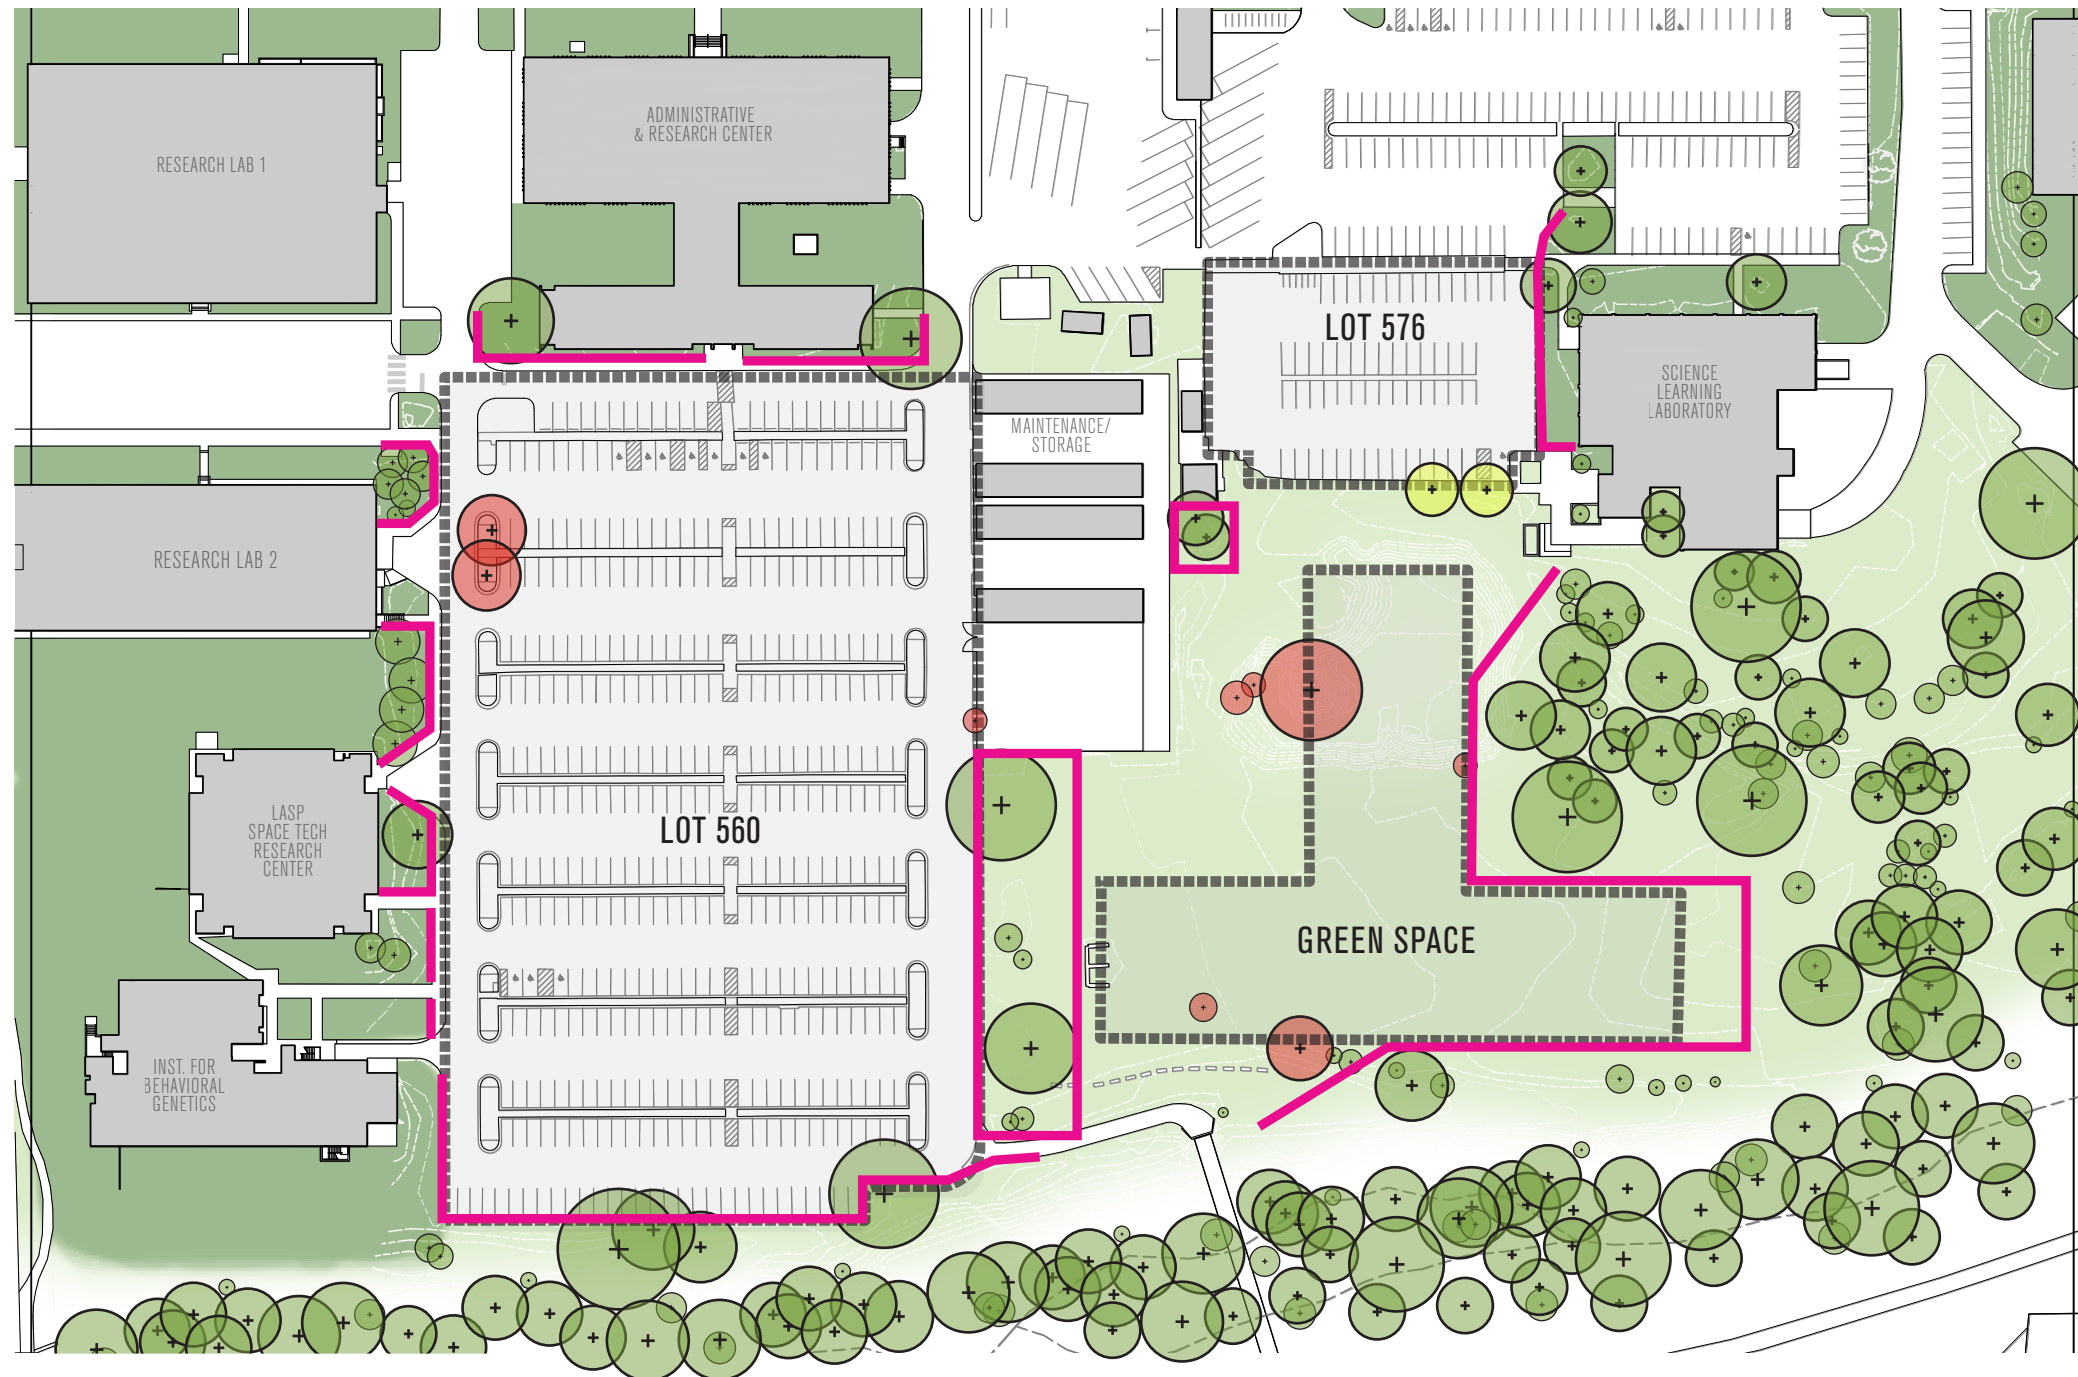 ADMINISTRATIVE
& RESEARCH CENTER
RESEARCH LAB 1
LOT 576
SCIENCE
LEARNING
LABORATORY
MAINTENANCE/
STORAGE
RESEARCH LAB 2
LASP
SPACE TECH
RESEARCH
CENTER
LOT 560
GREEN SPACE
INST. FOR
BEHAVIORAL
GENETICS